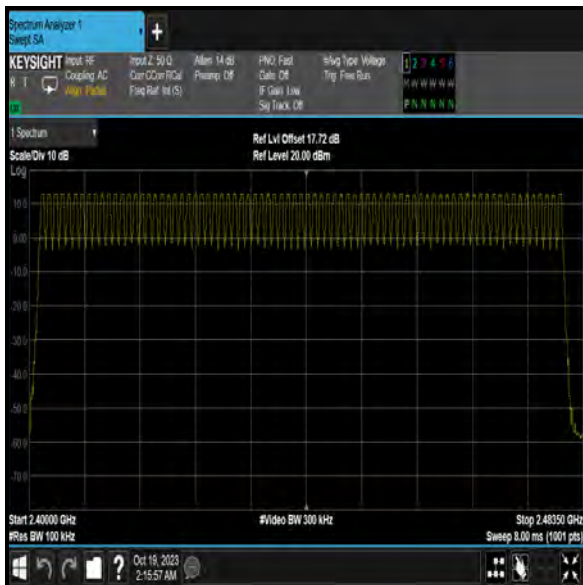 Spectrum Analyzer 1
Swept SA
+
KEYSIGHT Input: RF
R T
Coupling: AC
Align: Partial
Input Z: 50 Ω
Corr CCorr RCal
Freq Ref: Int (S)
Atten: 14 dB
Preamp: Off
PNO: Fast
Gate: Off
IF Gain: Low
Sig Track: Off
Avg Type: Voltage
Trig: Free Run
1 2 3 4 5 6
W W W W W
P N N N N N
1 Spectrum
Scale/Div 10 dB
Ref Lvl Offset 17.72 dB
Ref Level 20.00 dBm
Log
10.0
0.00
-10.0
-20.0
-30.0
-40.0
-50.0
-60.0
-70.0
Start 2.40000 GHz
#Res BW 100 kHz
#Video BW 300 kHz
Stop 2.48350 GHz
Sweep 8.00 ms (1001 pts)
?
Oct 19, 2023
2:15:57 AM